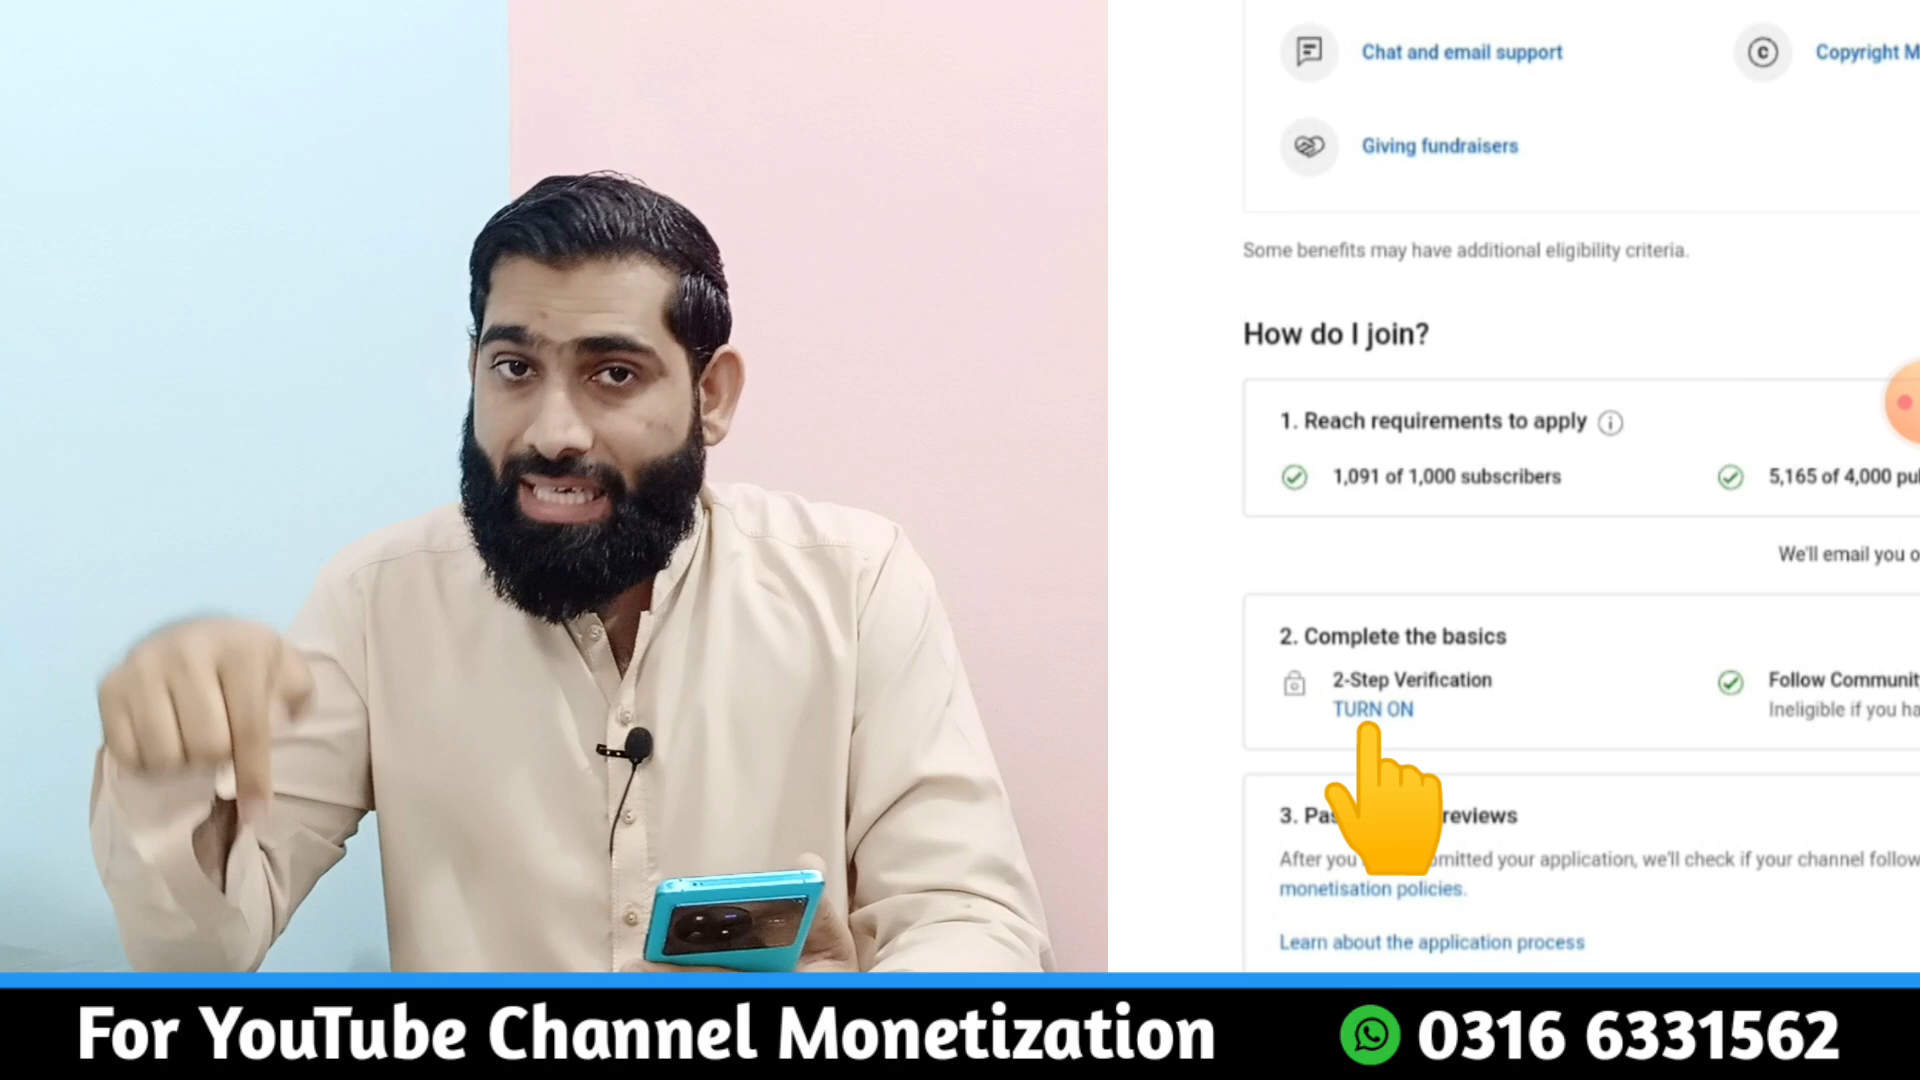 Chat and email support
Copyright M
Giving fundraisers
Some benefits may have additional eligibility criteria.
How do I join?
1. Reach requirements to apply
1,091 of 1,000 subscribers
5,165 of 4,000 pu
We'll email you o
2. Complete the basics
2-Step Verification
TURN ON
Follow Communit
Ineligible if you ha
3. Pa reviews
After you mitted your application, we'll check if your channel follow
monetisation policies.
Learn about the application process
For YouTube Channel Monetization
0316 6331562